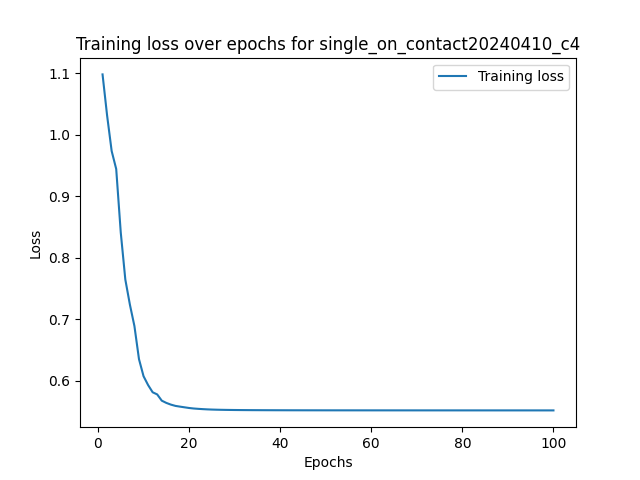 Training loss over epochs for single_on_contact20240410_c4
Training loss
1.1
1.0
0.9
0.8
0.7
0.6
Loss
0 20 40 60 80 100
Epochs